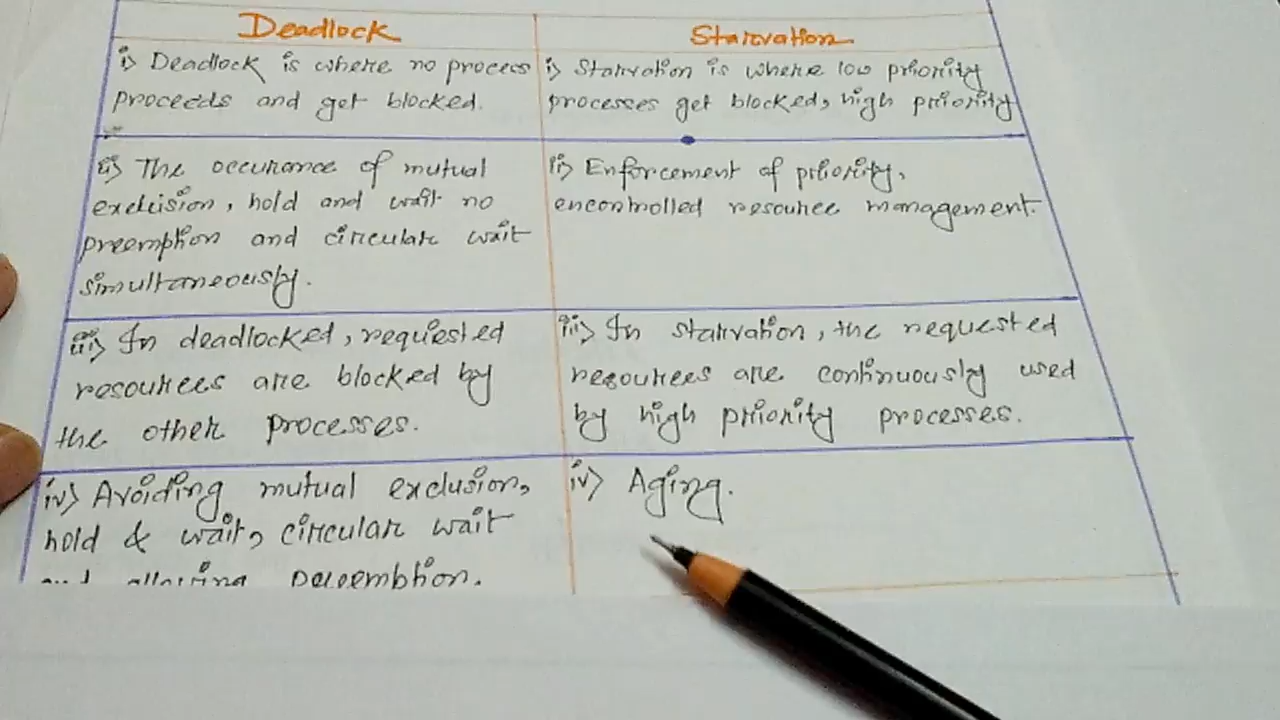 Deadlock
i> Deadlock is where no process
proceeds and get blocked.
ii> The occurance of mutual
exclusion, hold and wait no
preemption and circular wait
simultaneously.
iii> In deadlocked, requested
resources are blocked by
the other processes.
iv> Avoiding mutual exclusion,
hold & wait, circular wait
and allowing preemption.
Starvation
i> Starvation is where low priority
processes get blocked, high priority
ii> Enforcement of priority,
uncontrolled resource management.
iii> In starvation, the requested
resources are continuously used
by high priority processes.
iv> Aging.